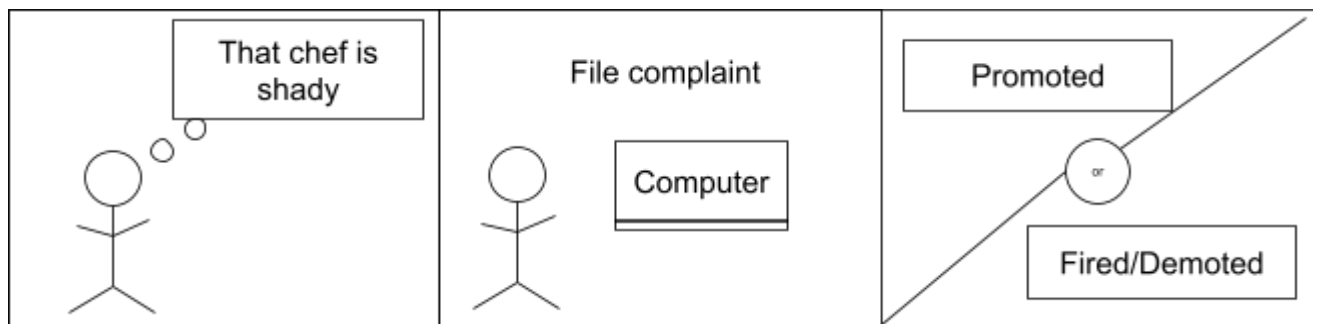 That chef is
shady
File complaint
Computer
Promoted
or
Fired/Demoted